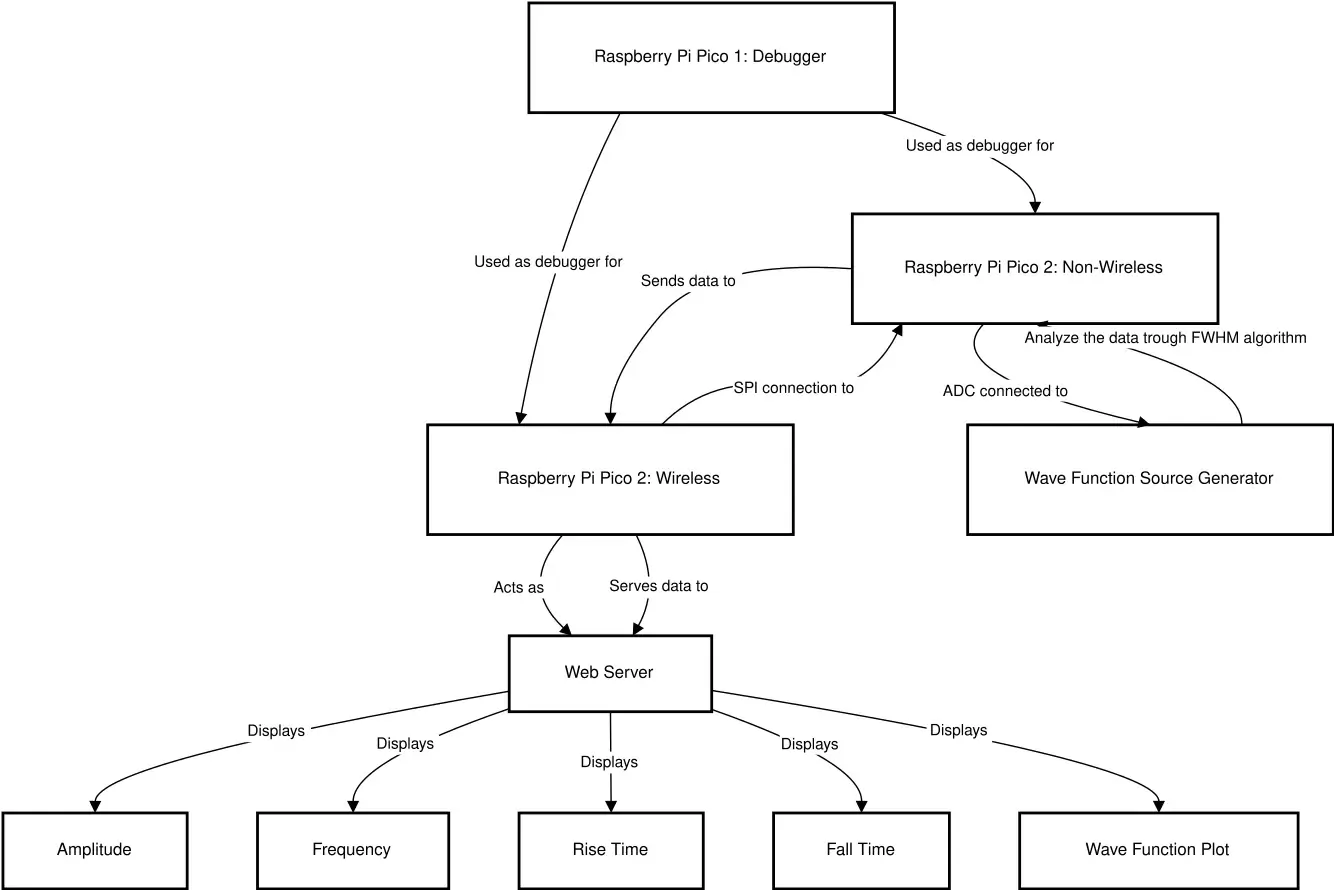 Raspberry Pi Pico 1: Debugger
Used as debugger for
Raspberry Pi Pico 2: Non-Wireless
Used as debugger for
Sends data to
Analyze the data trough FWHM algorithm
SPI connection to
ADC connected to
Raspberry Pi Pico 2: Wireless
Wave Function Source Generator
Acts as
Serves data to
Web Server
Displays
Displays
Displays
Displays
Displays
Amplitude
Frequency
Rise Time
Fall Time
Wave Function Plot